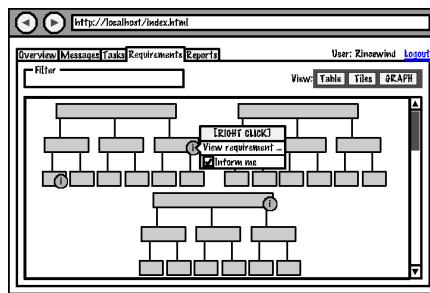 http://localhost/index.html
Overview Messages Tasks Requirements Reports User: Rincewind Logout
Filter
View: Table Tiles GRAPH
[RIGHT CLICK]
View requirement ...
Inform me
i
i
i